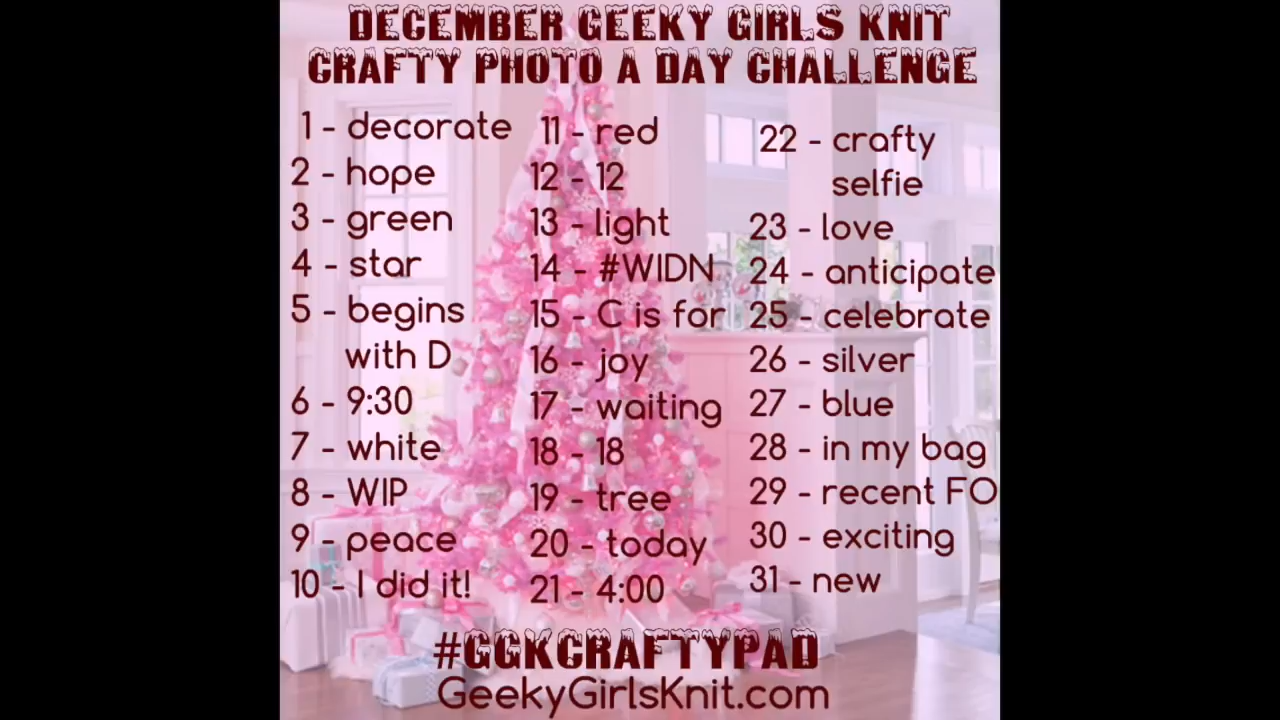 DECEMBER GEEKY GIRLS KNIT
CRAFTY PHOTO A DAY CHALLENGE
1 - decorate
2 - hope
3 - green
4 - star
5 - begins
with D
6 - 9:30
7 - white
8 - WIP
9 - peace
10 - I did it!
11 - red
12 - 12
13 - light
14 - #WIDN
15 - C is for
16 - joy
17 - waiting
18 - 18
19 - tree
20 - today
21 - 4:00
22 - crafty
selfie
23 - love
24 - anticipate
25 - celebrate
26 - silver
27 - blue
28 - in my bag
29 - recent FO
30 - exciting
31 - new
#GGKCRAFTYPAD
GeekyGirlsKnit.com